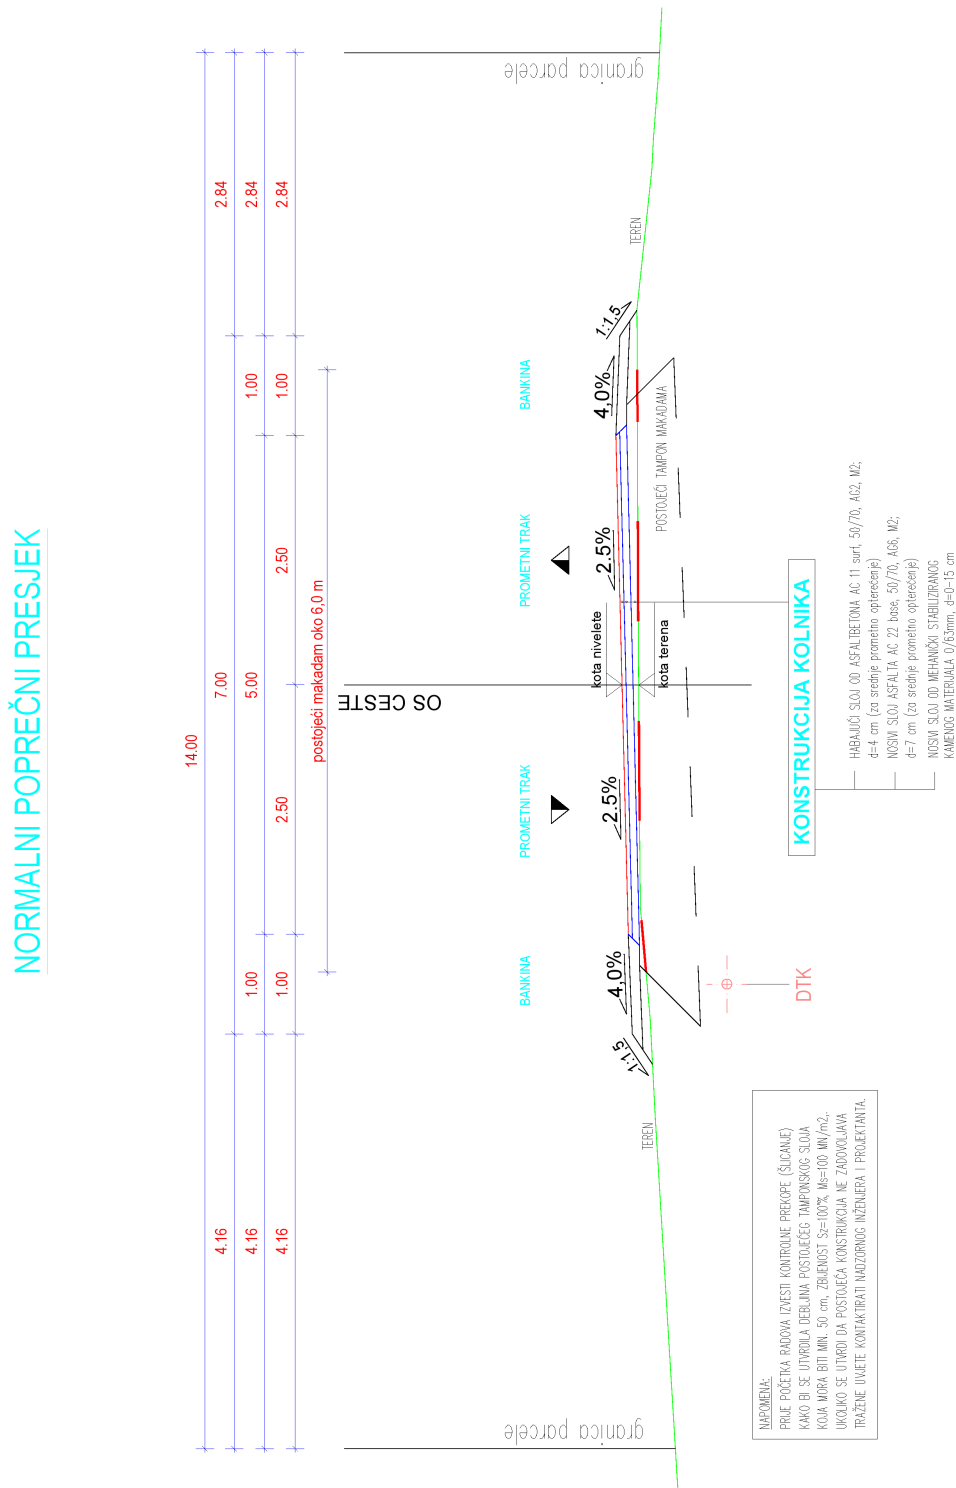 NORMALNI POPREČNI PRESJEK
14.00
4.16
7.00
2.84
4.16
1.00
5.00
1.00
2.84
4.16
1.00
2.50
2.50
1.00
2.84
postojeći makadam oko 6,0 m
granica parcele
OS CESTE
granica parcele
BANKINA
PROMETNI TRAK
PROMETNI TRAK
BANKINA
1:1,5
4,0%
2.5%
kota nivelete
2.5%
4,0%
1:1,5
TEREN
kota terena
POSTOJEĆI TAMPON MAKADAMA
TEREN
DTK
KONSTRUKCIJA KOLNIKA
HABAJUĆI SLOJ OD ASFALTBETONA AC 11 surf, 50/70, AG2, M2;
d=4 cm (za srednje prometno opterećenje)
NOSIVI SLOJ ASFALTA AC 22 base, 50/70, AG6, M2;
d=7 cm (za srednje prometno opterećenje)
NOSIVI SLOJ OD MEHANIČKI STABILIZIRANOG
KAMENOG MATERIJALA 0/63mm, d=0-15 cm
NAPOMENA:
PRIJE POČETKA RADOVA IZVESTI KONTROLNE PREKOPE (ŠLICANJE)
KAKO BI SE UTVRDILA DEBLJINA POSTOJEĆEG TAMPONSKOG SLOJA
KOJA MORA BITI MIN. 50 cm, ZBIJENOST Sz=100%, Ms=100 MN/m2,.
UKOLIKO SE UTVRDI DA POSTOJEĆA KONSTRUKCIJA NE ZADOVOLJAVA
TRAŽENE UVJETE KONTAKTIRATI NADZORNOG INŽENJERA I PROJEKTANTA.